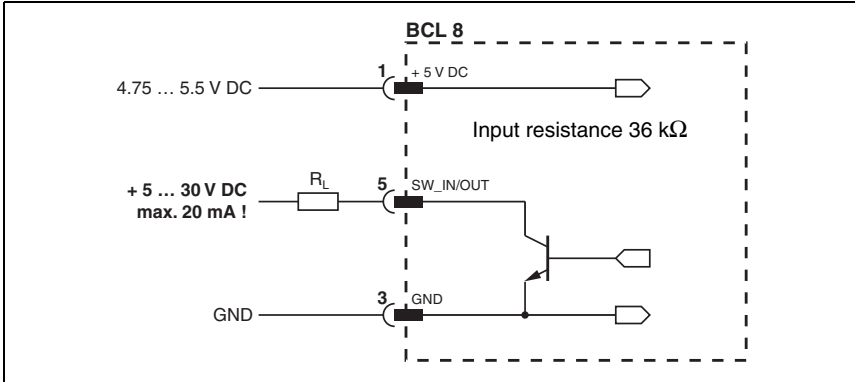 BCL 8
4.75 … 5.5 V DC
1
+ 5 V DC
Input resistance 36 kΩ
+ 5 … 30 V DC
max. 20 mA !
R_L
5
SW_IN/OUT
GND
3
GND